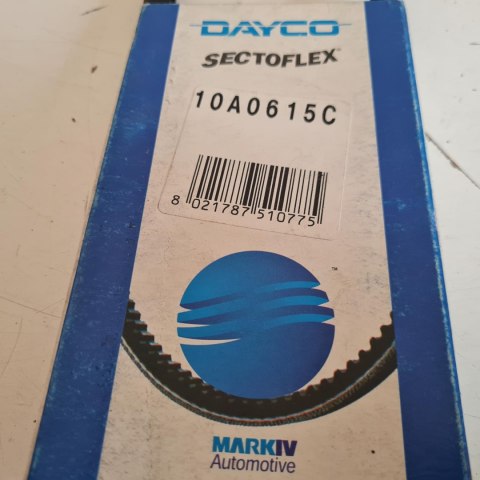 DAYCO
SECTOFLEX®
10A0615C
8 021787 510775
™
MARKIV
Automotive